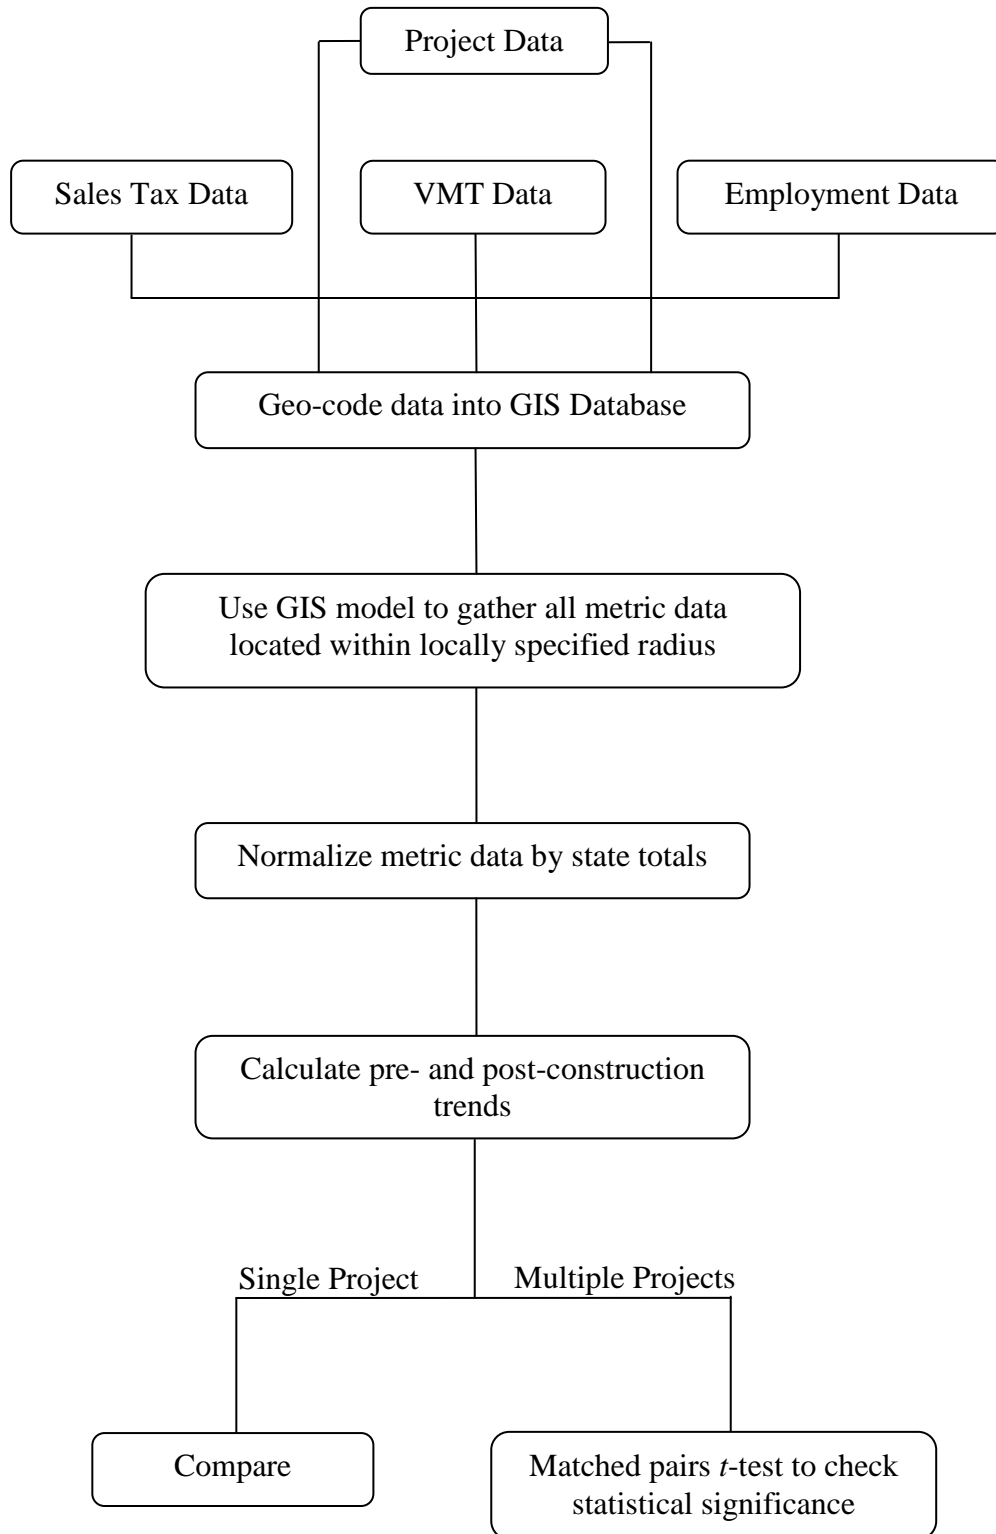 Project Data
Sales Tax Data
VMT Data
Employment Data
Geo-code data into GIS Database
Use GIS model to gather all metric data
located within locally specified radius
Normalize metric data by state totals
Calculate pre- and post-construction
trends
Single Project
Multiple Projects
Compare
Matched pairs t-test to check
statistical significance